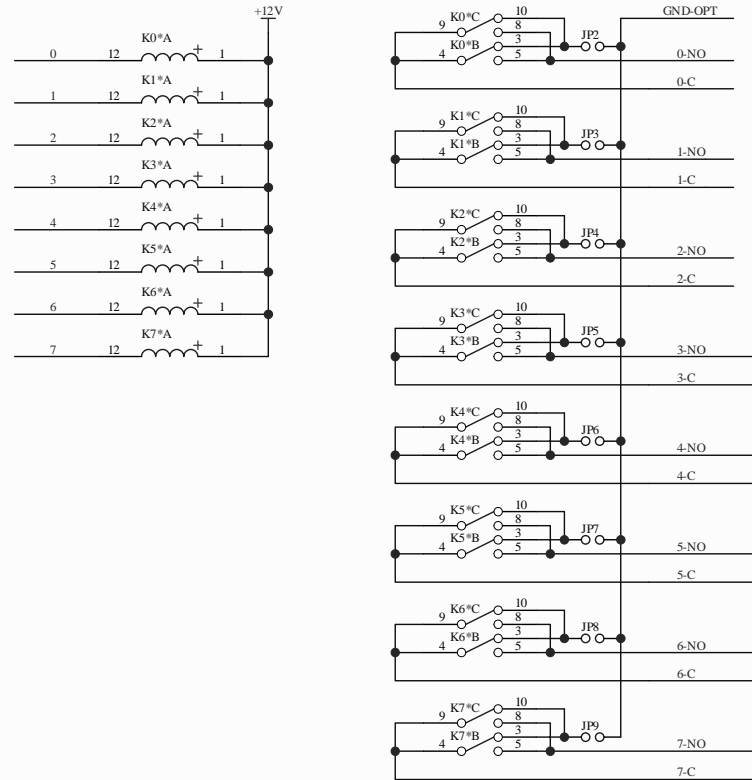 +12V
K0*A
0 12 + 1
K1*A
1 12 + 1
K2*A
2 12 + 1
K3*A
3 12 + 1
K4*A
4 12 + 1
K5*A
5 12 + 1
K6*A
6 12 + 1
K7*A
7 12 + 1
GND-OPT
K0*C 10
9 8 JP2
K0*B 3
4 5 0-NO
0-C
K1*C 10
9 8 JP3
K1*B 3
4 5 1-NO
1-C
K2*C 10
9 8 JP4
K2*B 3
4 5 2-NO
2-C
K3*C 10
9 8 JP5
K3*B 3
4 5 3-NO
3-C
K4*C 10
9 8 JP6
K4*B 3
4 5 4-NO
4-C
K5*C 10
9 8 JP7
K5*B 3
4 5 5-NO
5-C
K6*C 10
9 8 JP8
K6*B 3
4 5 6-NO
6-C
K7*C 10
9 8 JP9
K7*B 3
4 5 7-NO
7-C